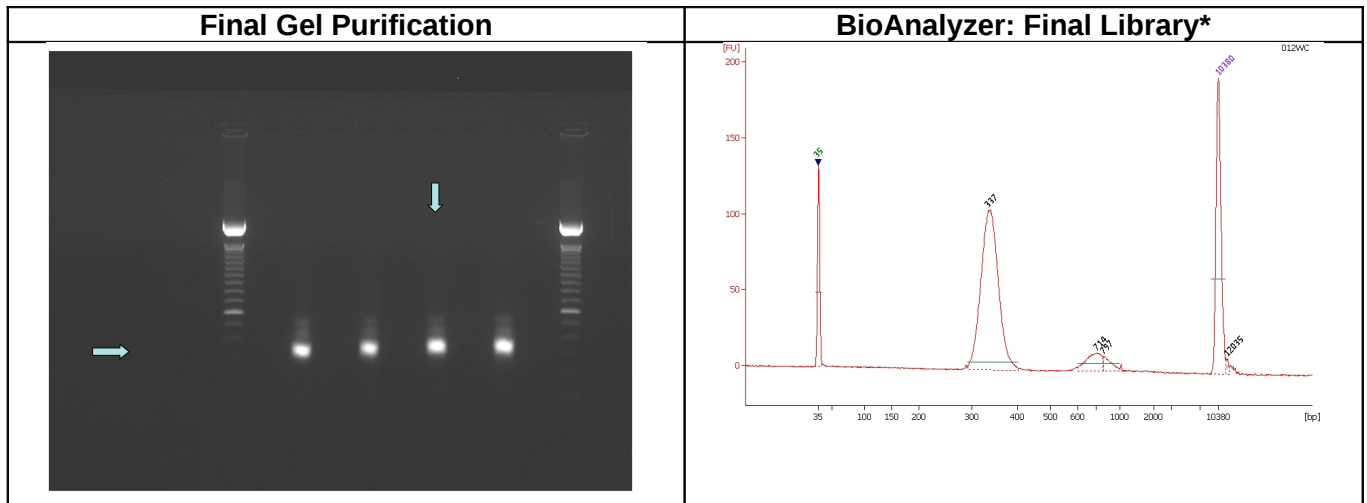 Final Gel Purification
BioAnalyzer: Final Library*
[FU]
012WC
200
150
100
50
0
35
337
714
797
10380
12035
35 100 150 200 300 400 500 600 1000 2000 10380 [bp]